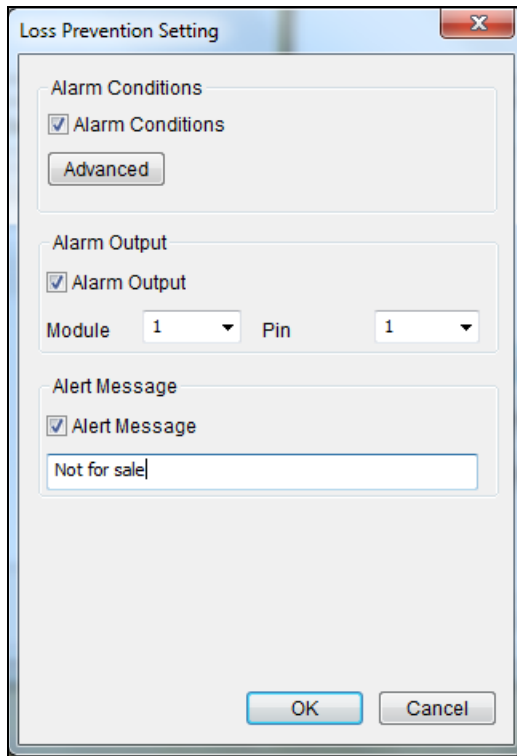 Loss Prevention Setting
Alarm Conditions
Alarm Conditions
Advanced
Alarm Output
Alarm Output
Module 1 Pin 1
Alert Message
Alert Message
Not for sale
OK Cancel